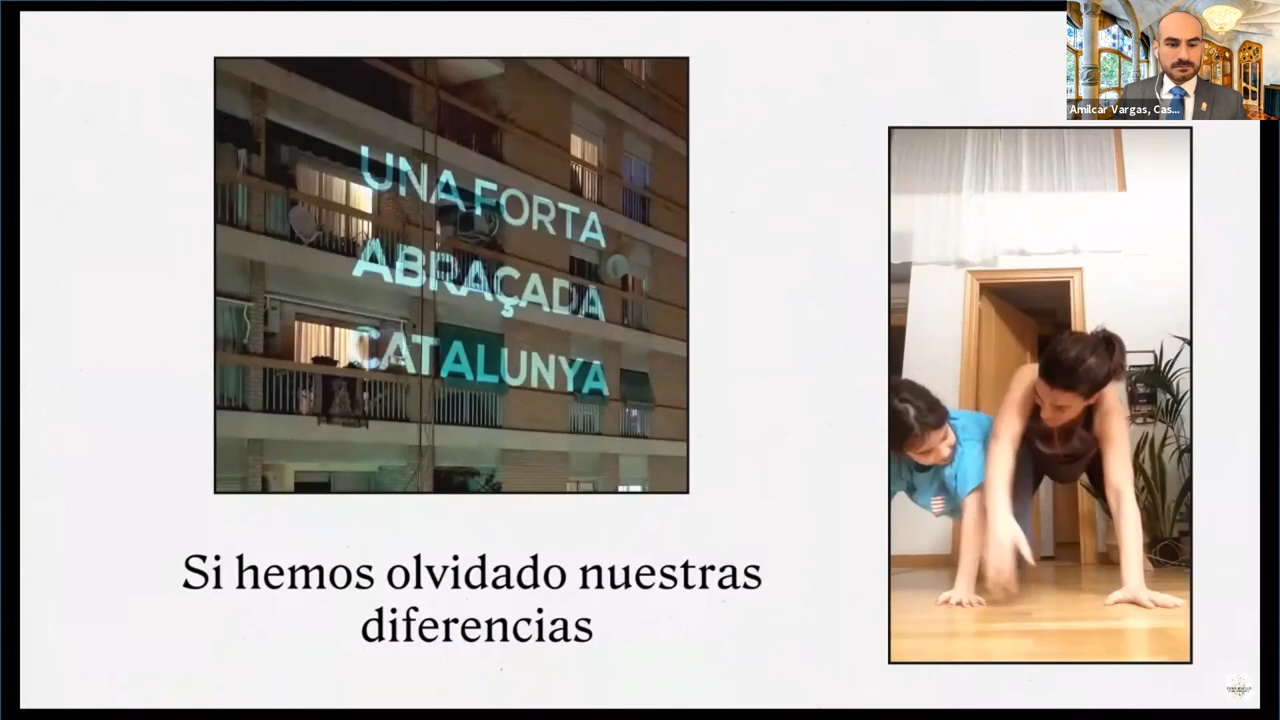 Amilcar Vargas, Cas...
UNA FORTA
ABRAÇADA
CATALUNYA
Si hemos olvidado nuestras
diferencias